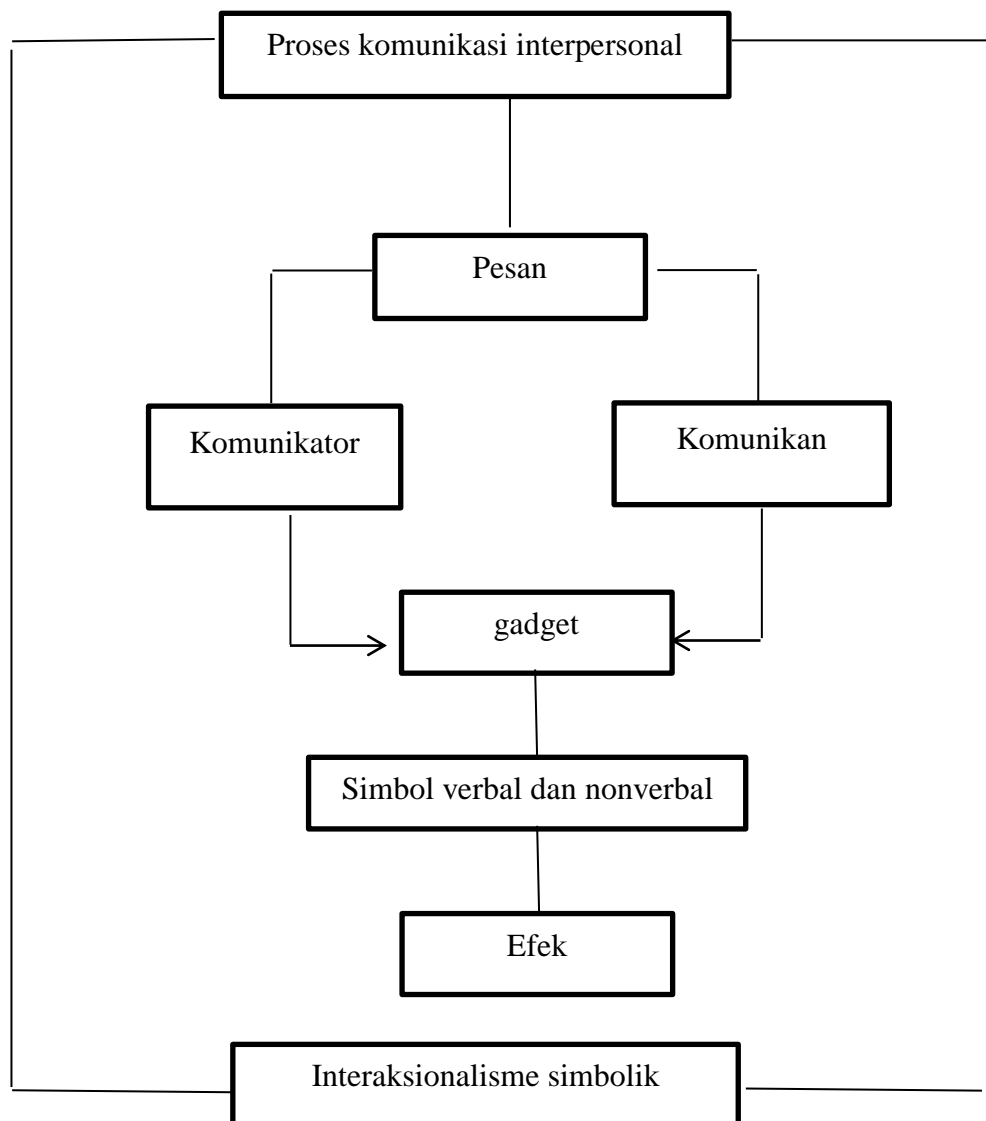 Proses komunikasi interpersonal
Pesan
Komunikator
Komunikan
gadget
Simbol verbal dan nonverbal
Efek
Interaksionalisme simbolik